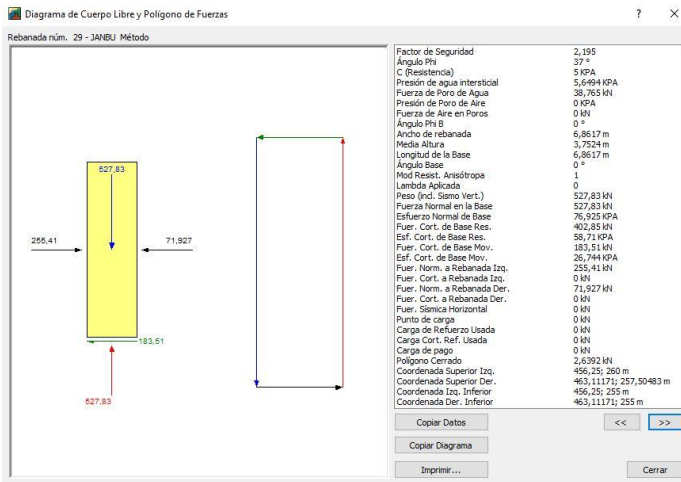 Diagrama de Cuerpo Libre y Polígono de Fuerzas
?
Rebanada núm. 29 - JANBU Método
527,83
255,41
71,927
183,51
527,83
Factor de Seguridad 2,195
Ángulo Phi 37 °
C (Resistencia) 5 KPA
Presión de agua intersticial 5,6494 KPA
Fuerza de Poro de Agua 38,765 kN
Presión de Poro de Aire 0 KPA
Fuerza de Aire en Poros 0 kN
Ángulo Phi B 0 °
Ancho de rebanada 6,8617 m
Media Altura 3,7524 m
Longitud de la Base 6,8617 m
Ángulo Base 0 °
Mod Resist. Anisótropa 1
Lambda Aplicada 0
Peso (incl. Sismo Vert.) 527,83 kN
Fuerza Normal en la Base 527,83 kN
Esfuerzo Normal de Base 76,925 KPA
Fuer. Cort. de Base Res. 402,85 kN
Esf. Cort. de Base Res. 58,71 KPA
Fuer. Cort. de Base Mov. 183,51 kN
Esf. Cort. de Base Mov. 26,744 KPA
Fuer. Norm. a Rebanada Izq. 255,41 kN
Fuer. Cort. a Rebanada Izq. 0 kN
Fuer. Norm. a Rebanada Der. 71,927 kN
Fuer. Cort. a Rebanada Der. 0 kN
Fuer. Sísmica Horizontal 0 kN
Punto de carga 0 kN
Carga de Refuerzo Usada 0 kN
Carga Cort. Ref. Usada 0 kN
Carga de pago 0 kN
Polígono Cerrado 2,6392 kN
Coordenada Superior Izq. 456,25; 260 m
Coordenada Superior Der. 463,11171; 257,50483 m
Coordenada Izq. Inferior 456,25; 255 m
Coordenada Der. Inferior 463,11171; 255 m
Copiar Datos
<<
>>
Copiar Diagrama
Imprimir...
Cerrar